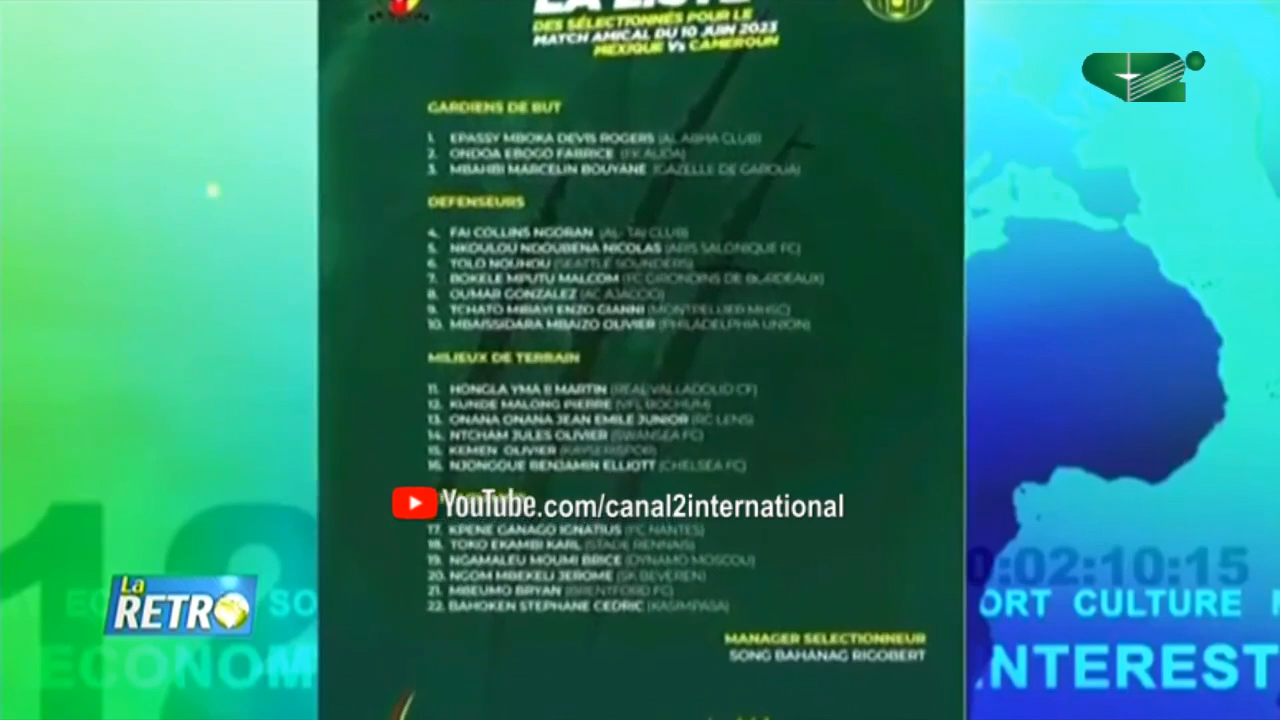 LA LISTE
DES SÉLECTIONNÉS POUR LE
MATCH AMICAL DU 10 JUIN 2023
MEXIQUE Vs CAMEROUN
GARDIENS DE BUT
1. EPASSY MBOKA DEVIS ROGERS (AL ABHA CLUB)
2. ONDOA EBOGO FABRICE (FK AUDA)
3. MBAHBI MARCELIN BOUYANE (GAZELLE DE GAROUA)
DEFENSEURS
4. FAI COLLINS NGORAN (AL- TAI CLUB)
5. NKOULOU NDOUBENA NICOLAS (ARIS SALONIQUE FC)
6. TOLO NOUHOU (SEATTLE SOUNDERS)
7. BOKELE MPUTU MALCOM (FC GIRONDINS DE BORDEAUX)
8. OUMAR GONZALEZ (AC AJACCIO)
9. TCHATO MBIAYI ENZO GIANNI (MONTPELLIER MHSC)
10. MBAISSIDARA MBAIZO OLIVIER (PHILADELPHIA UNION)
MILIEUX DE TERRAIN
11. HONGLA YMA II MARTIN (REAL VALLADOLID CF)
12. KUNDE MALONG PIERRE (VFL BOCHUM)
13. ONANA ONANA JEAN EMILE JUNIOR (RC LENS)
14. NTCHAM JULES OLIVIER (SWANSEA FC)
15. KEMEN OLIVIER (KAYSERISPOR)
16. NJONGOUE BENJAMIN ELLIOTT (CHELSEA FC)
YouTube.com/canal2international
17. KPENE GANAGO IGNATIUS (FC NANTES)
18. TOKO EKAMBI KARL (STADE RENNAIS)
19. NGAMALEU MOUMI BRICE (DYNAMO MOSCOU)
20. NGOM MBEKELI JEROME (SK BEVEREN)
21. MBEUMO BRYAN (BRENTFORD FC)
22. BAHOKEN STEPHANE CEDRIC (KASIMPASA)
MANAGER SELECTIONNEUR
SONG BAHANAG RIGOBERT
La
RETRO
12
SO
ECONOM
0:02:10:15
ORT CULTURE
INTEREST